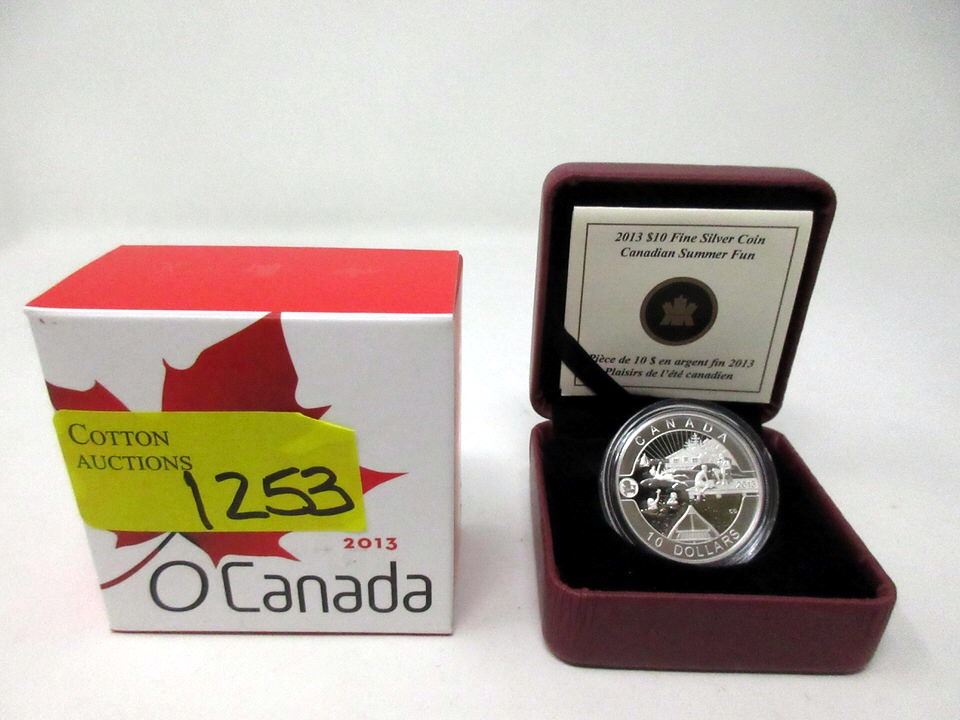 COTTON
AUCTIONS
1253
2013
O Canada
2013 $10 Fine Silver Coin
Canadian Summer Fun
Pièce de 10 $ en argent fin 2013
Plaisirs de l'été canadien
CANADA
2013
10 DOLLARS